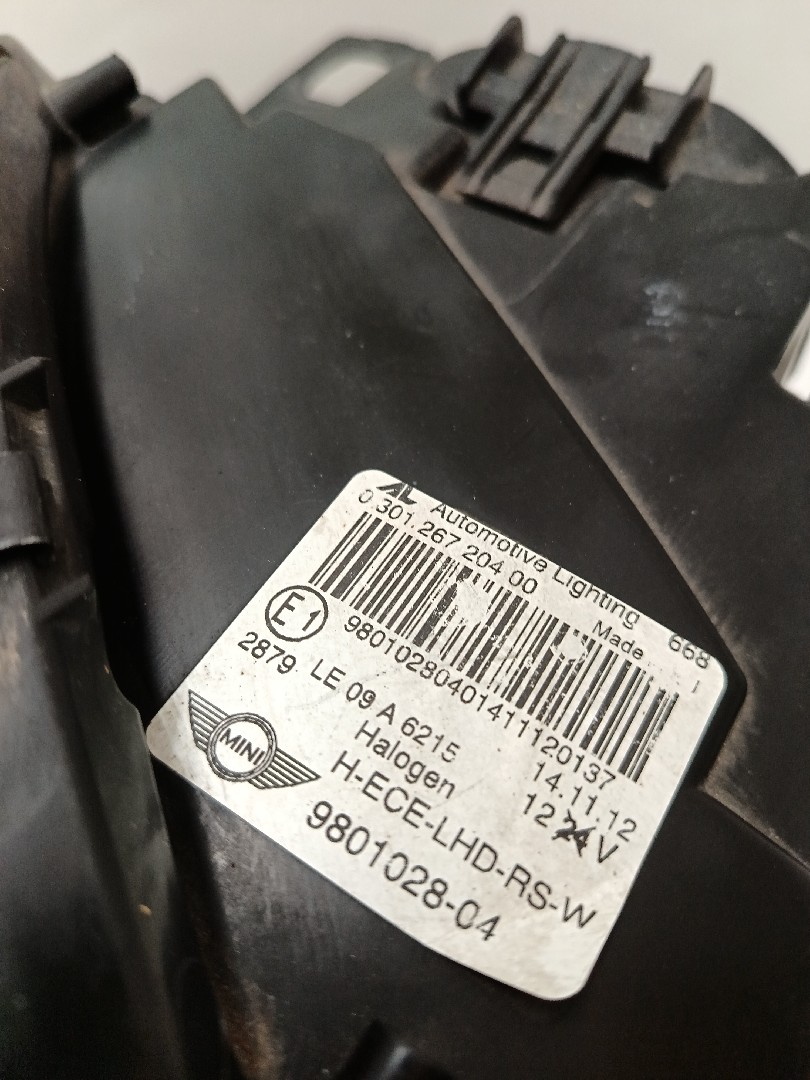 AL Automotive Lighting 668
0 301 267 204 00 Made
98010280401411120137
E1
2879 LE 09 A 6215 14.11.12
Halogen 12 24 V
MINI H-ECE-LHD-RS-W
9801028-04